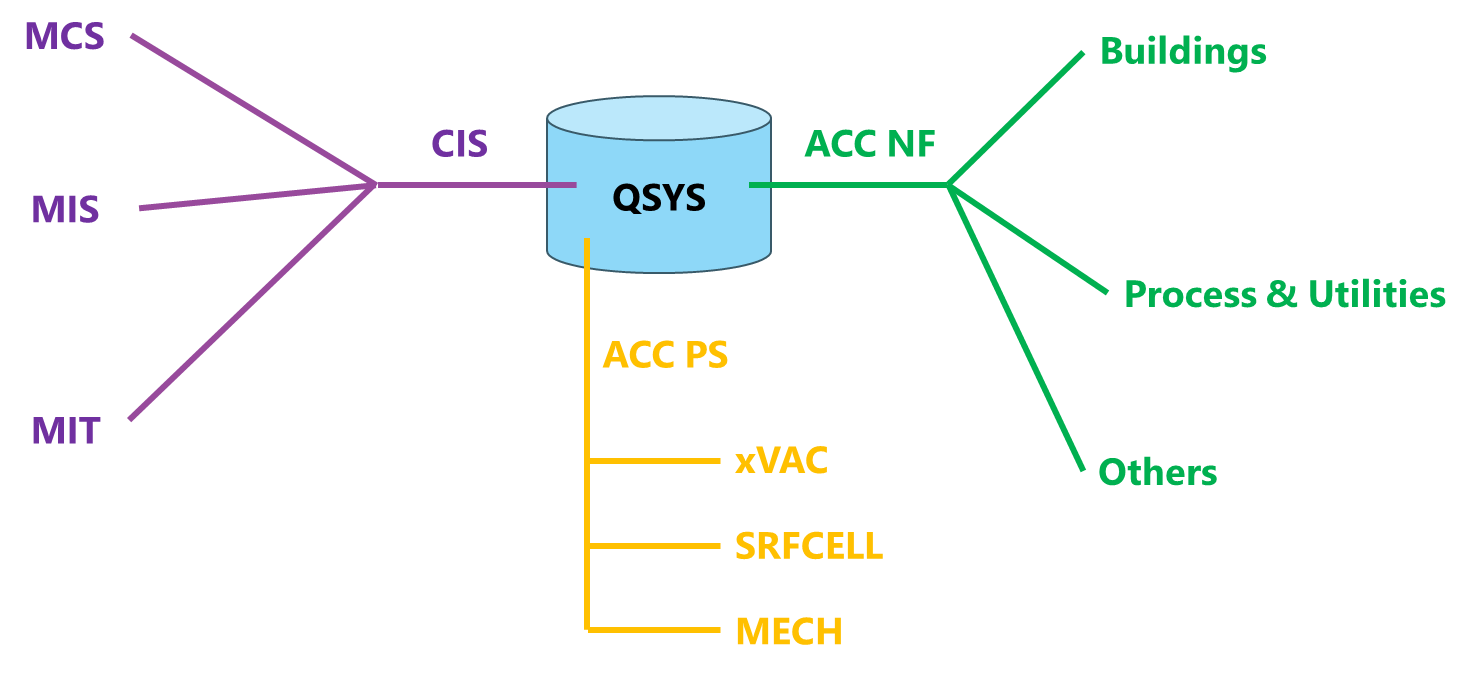 MCS
MIS
MIT
CIS
QSYS
ACC NF
Buildings
Process & Utilities
Others
ACC PS
xVAC
SRFCELL
MECH